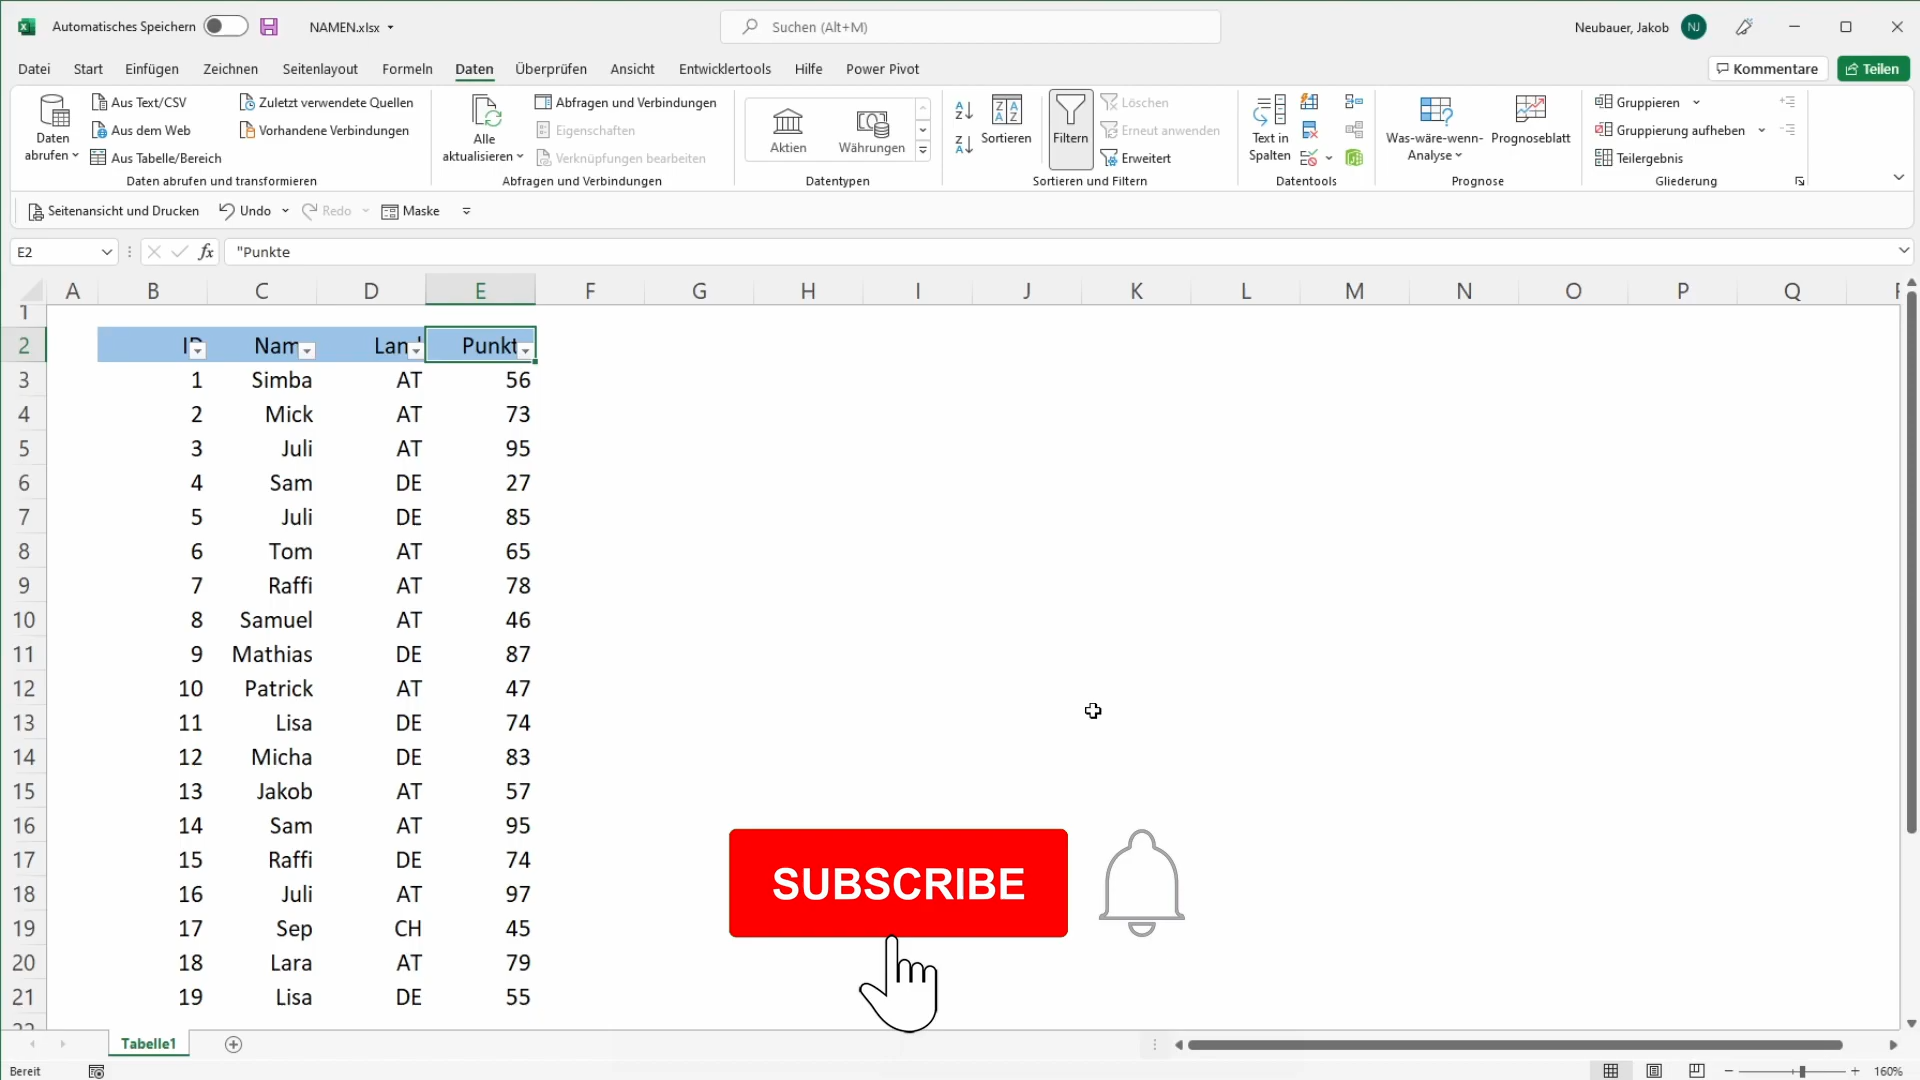 Automatisches Speichern
NAMEN.xlsx
Suchen (Alt+M)
Neubauer, Jakob
NJ
Datei Start Einfügen Zeichnen Seitenlayout Formeln Daten Überprüfen Ansicht Entwicklertools Hilfe Power Pivot
Kommentare
Teilen
Daten abrufen
Aus Text/CSV
Aus dem Web
Aus Tabelle/Bereich
Zuletzt verwendete Quellen
Vorhandene Verbindungen
Daten abrufen und transformieren
Alle aktualisieren
Abfragen und Verbindungen
Eigenschaften
Verknüpfungen bearbeiten
Abfragen und Verbindungen
Aktien
Währungen
Datentypen
Sortieren
Filtern
Löschen
Erneut anwenden
Erweitert
Sortieren und Filtern
Text in Spalten
Datentools
Was-wäre-wenn-Analyse
Prognoseblatt
Prognose
Gruppieren
Gruppierung aufheben
Teilergebnis
Gliederung
Seitenansicht und Drucken Undo Redo Maske
E2
fx
"Punkte
A B C D E F G H I J K L M N O P Q
1
2 ID Nam Lan Punkt
3 1 Simba AT 56
4 2 Mick AT 73
5 3 Juli AT 95
6 4 Sam DE 27
7 5 Juli DE 85
8 6 Tom AT 65
9 7 Raffi AT 78
10 8 Samuel AT 46
11 9 Mathias DE 87
12 10 Patrick AT 47
13 11 Lisa DE 74
14 12 Micha DE 83
15 13 Jakob AT 57
16 14 Sam AT 95
17 15 Raffi DE 74
18 16 Juli AT 97
19 17 Sep CH 45
20 18 Lara AT 79
21 19 Lisa DE 55
SUBSCRIBE
Tabelle1
Bereit
160%